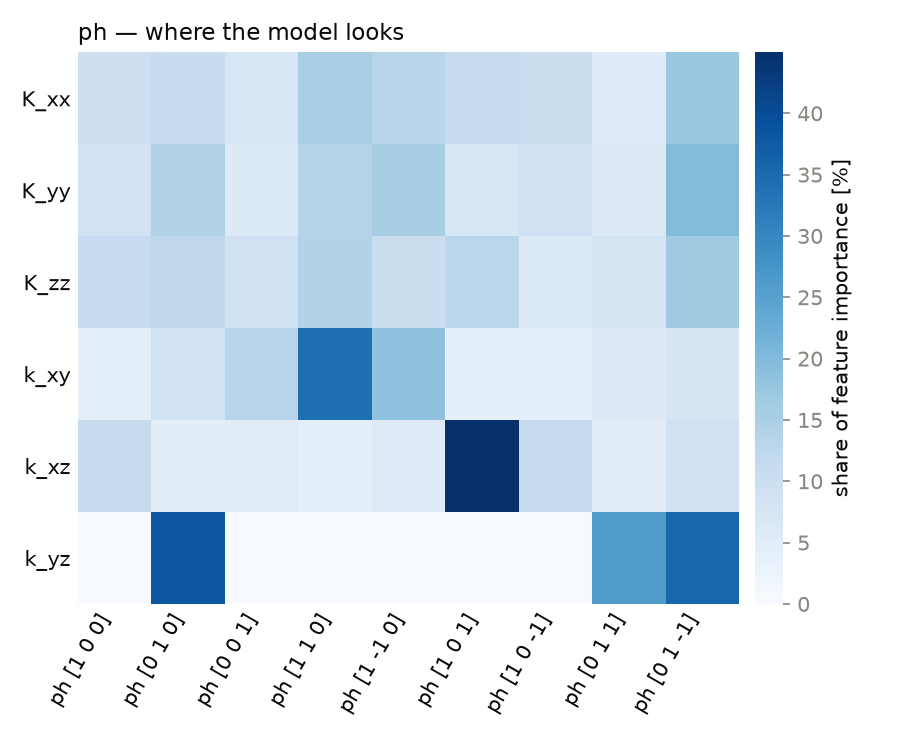 ph — where the model looks
K_xx
K_yy
K_zz
k_xy
k_xz
k_yz
ph [1 0 0]
ph [0 1 0]
ph [0 0 1]
ph [1 1 0]
ph [1 -1 0]
ph [1 0 1]
ph [1 0 -1]
ph [0 1 1]
ph [0 1 -1]
40
35
30
25
20
15
10
5
0
share of feature importance [%]